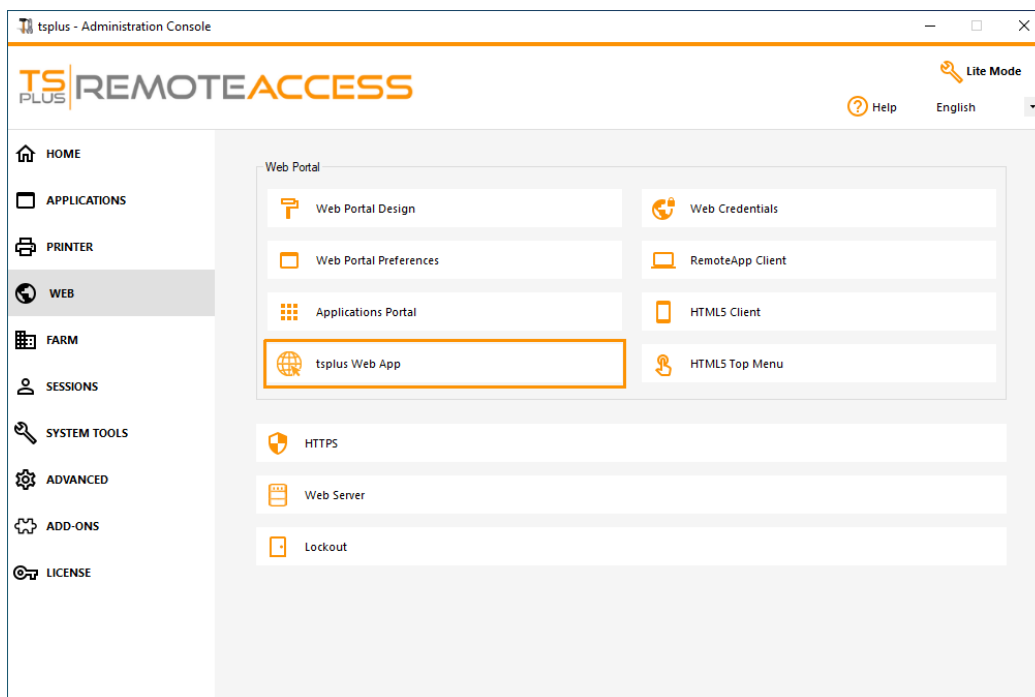 tsplus - Administration Console
TS PLUS REMOTEACCESS
Lite Mode
Help
English
HOME
APPLICATIONS
PRINTER
WEB
FARM
SESSIONS
SYSTEM TOOLS
ADVANCED
ADD-ONS
LICENSE
Web Portal
Web Portal Design
Web Credentials
Web Portal Preferences
RemoteApp Client
Applications Portal
HTML5 Client
tsplus Web App
HTML5 Top Menu
HTTPS
Web Server
Lockout